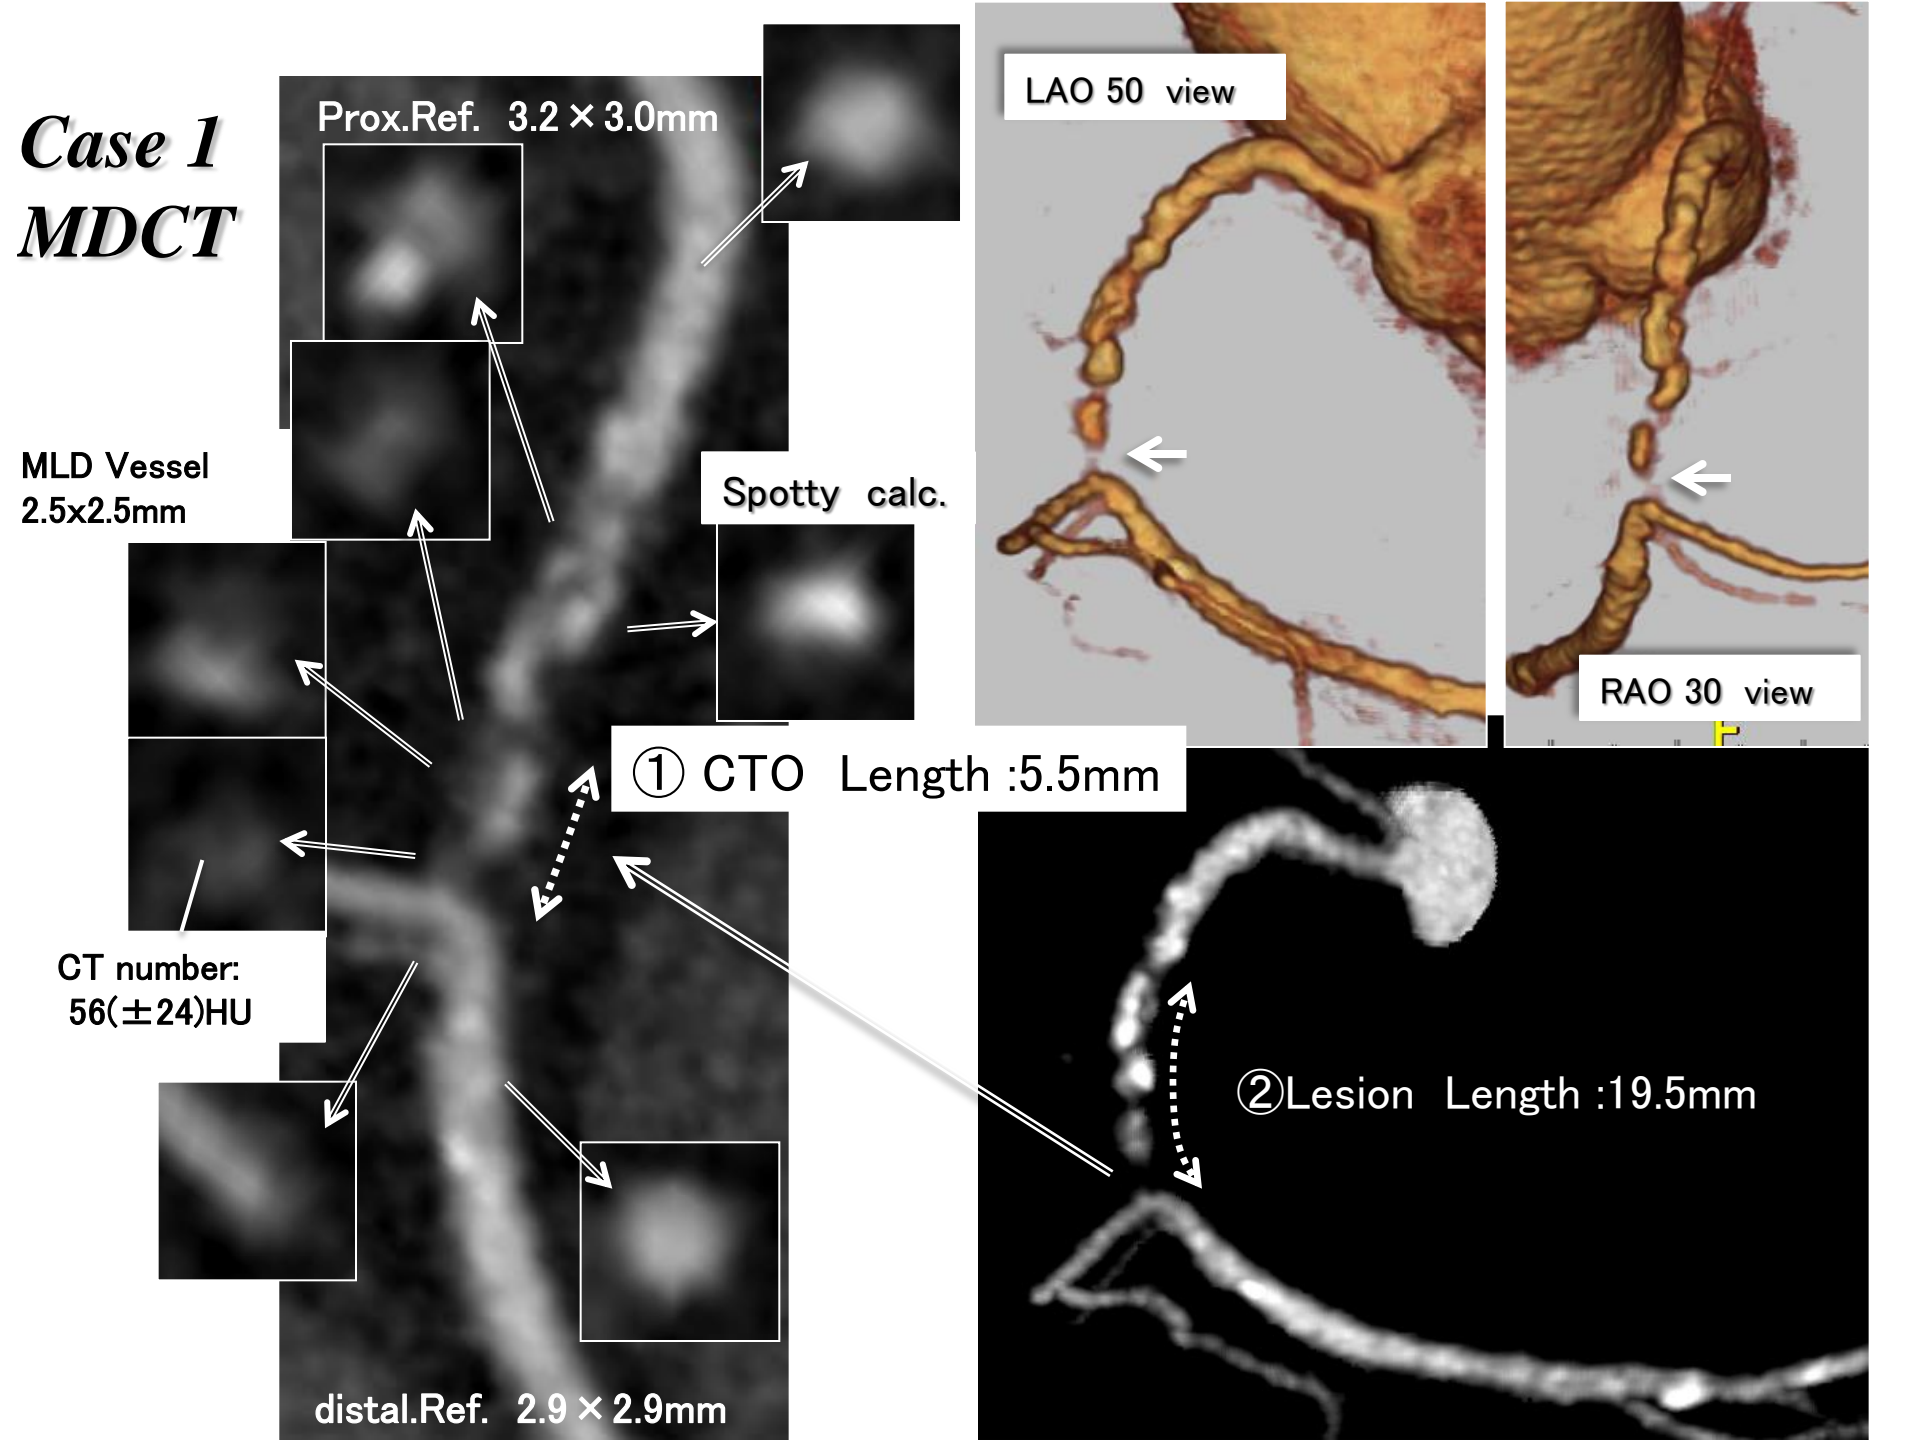 Case 1
MDCT
Prox.Ref. 3.2×3.0mm
LAO 50 view
MLD Vessel
2.5x2.5mm
Spotty calc.
RAO 30 view
F
① CTO Length :5.5mm
CT number:
56(±24)HU
②Lesion Length :19.5mm
distal.Ref. 2.9×2.9mm